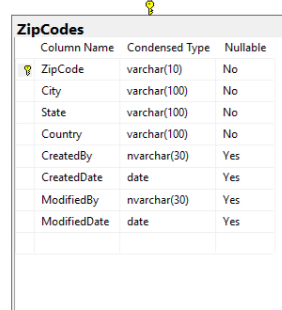 ZipCodes
Column Name Condensed Type Nullable
ZipCode varchar(10) No
City varchar(100) No
State varchar(100) No
Country varchar(100) No
CreatedBy nvarchar(30) Yes
CreatedDate date Yes
ModifiedBy nvarchar(30) Yes
ModifiedDate date Yes